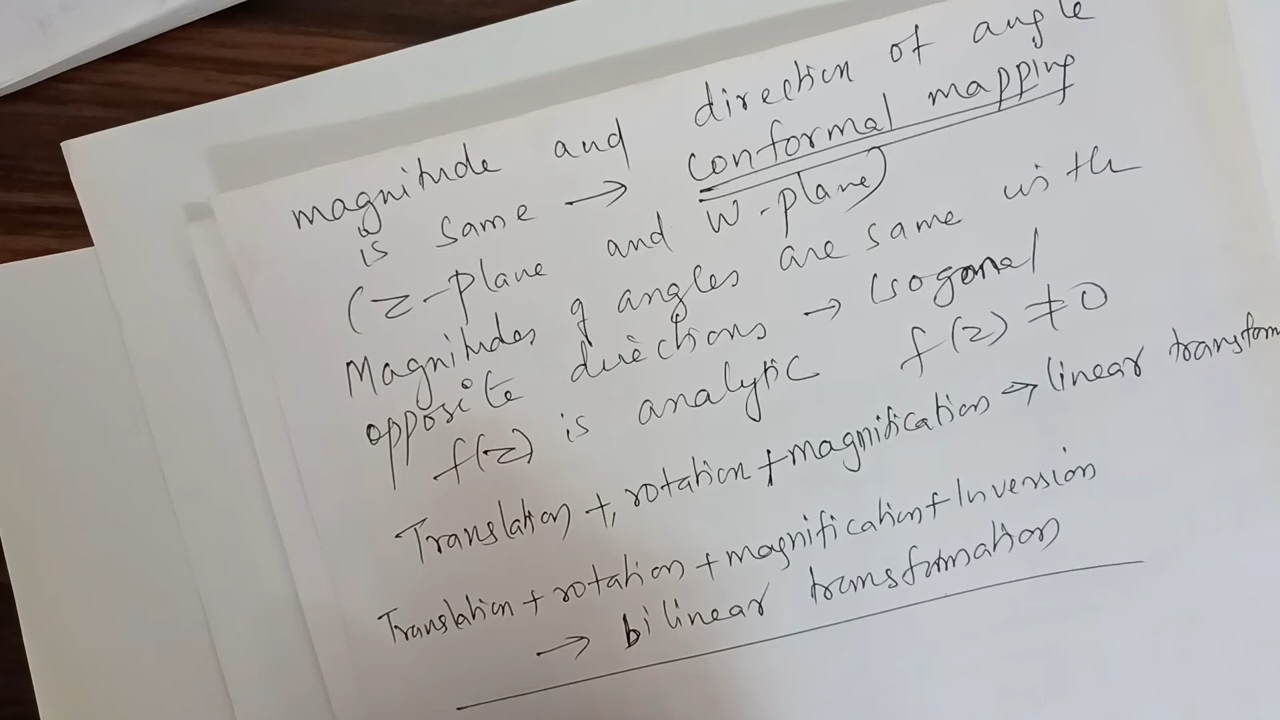 magnitude and direction of angle
is same → conformal mapping
(z-plane and w-plane)
Magnitudes of angles are same with
opposite directions → Isogonal
f(z) is analytic f(z) ≠ 0
Translation +, rotation + magnification → linear transform
Translation + rotation + magnification + Inversion
→ bilinear transformation